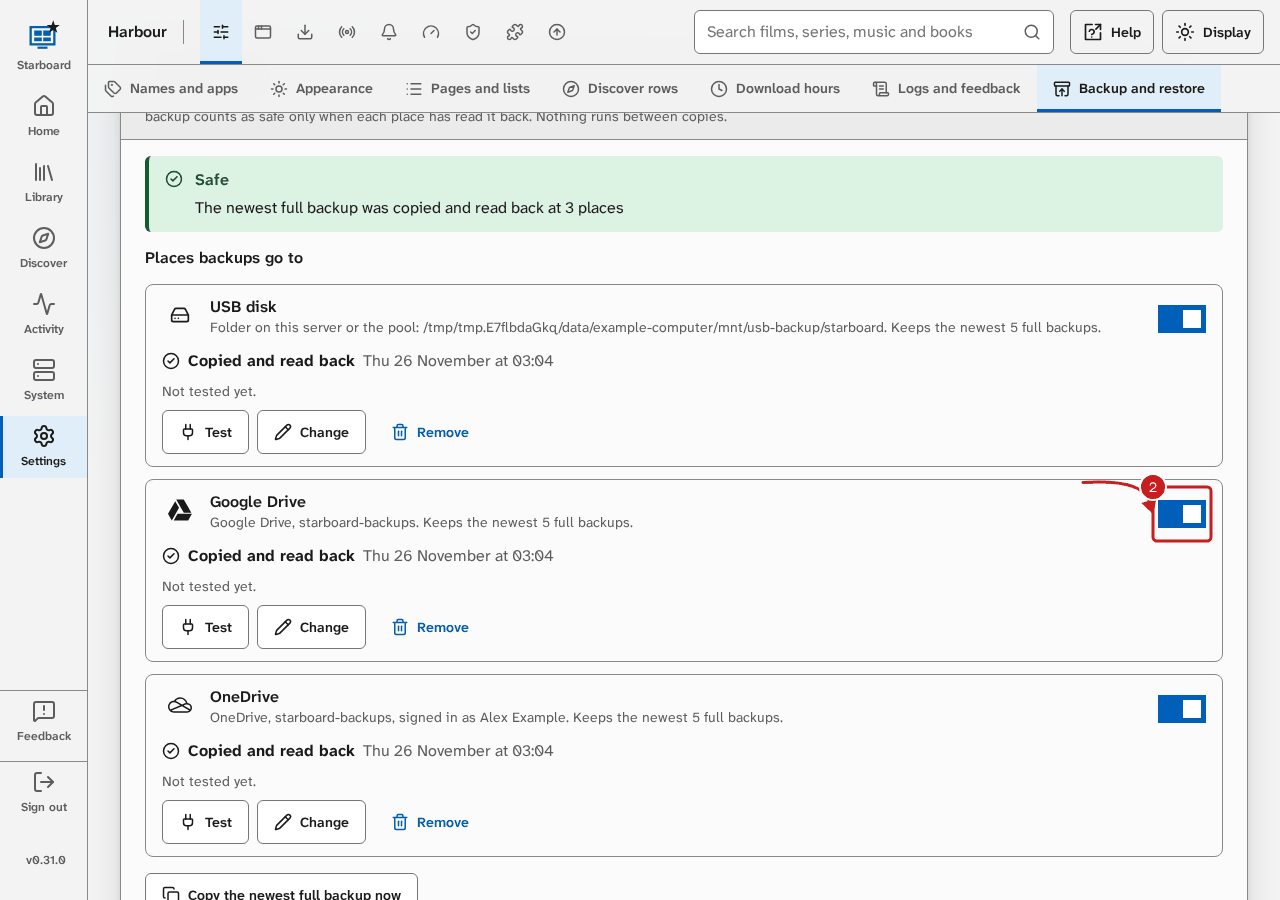 Starboard
Home
Library
Discover
Activity
System
Settings
Feedback
Sign out
v0.31.0
Harbour
Search films, series, music and books
Help
Display
Names and apps
Appearance
Pages and lists
Discover rows
Download hours
Logs and feedback
Backup and restore
backup counts as safe only when each place has read it back. Nothing runs between copies.
Safe
The newest full backup was copied and read back at 3 places
Places backups go to
USB disk
Folder on this server or the pool: /tmp/tmp.E7flbdaGkq/data/example-computer/mnt/usb-backup/starboard. Keeps the newest 5 full backups.
Copied and read back Thu 26 November at 03:04
Not tested yet.
Test
Change
Remove
Google Drive
Google Drive, starboard-backups. Keeps the newest 5 full backups.
2
Copied and read back Thu 26 November at 03:04
Not tested yet.
Test
Change
Remove
OneDrive
OneDrive, starboard-backups, signed in as Alex Example. Keeps the newest 5 full backups.
Copied and read back Thu 26 November at 03:04
Not tested yet.
Test
Change
Remove
Copy the newest full backup now